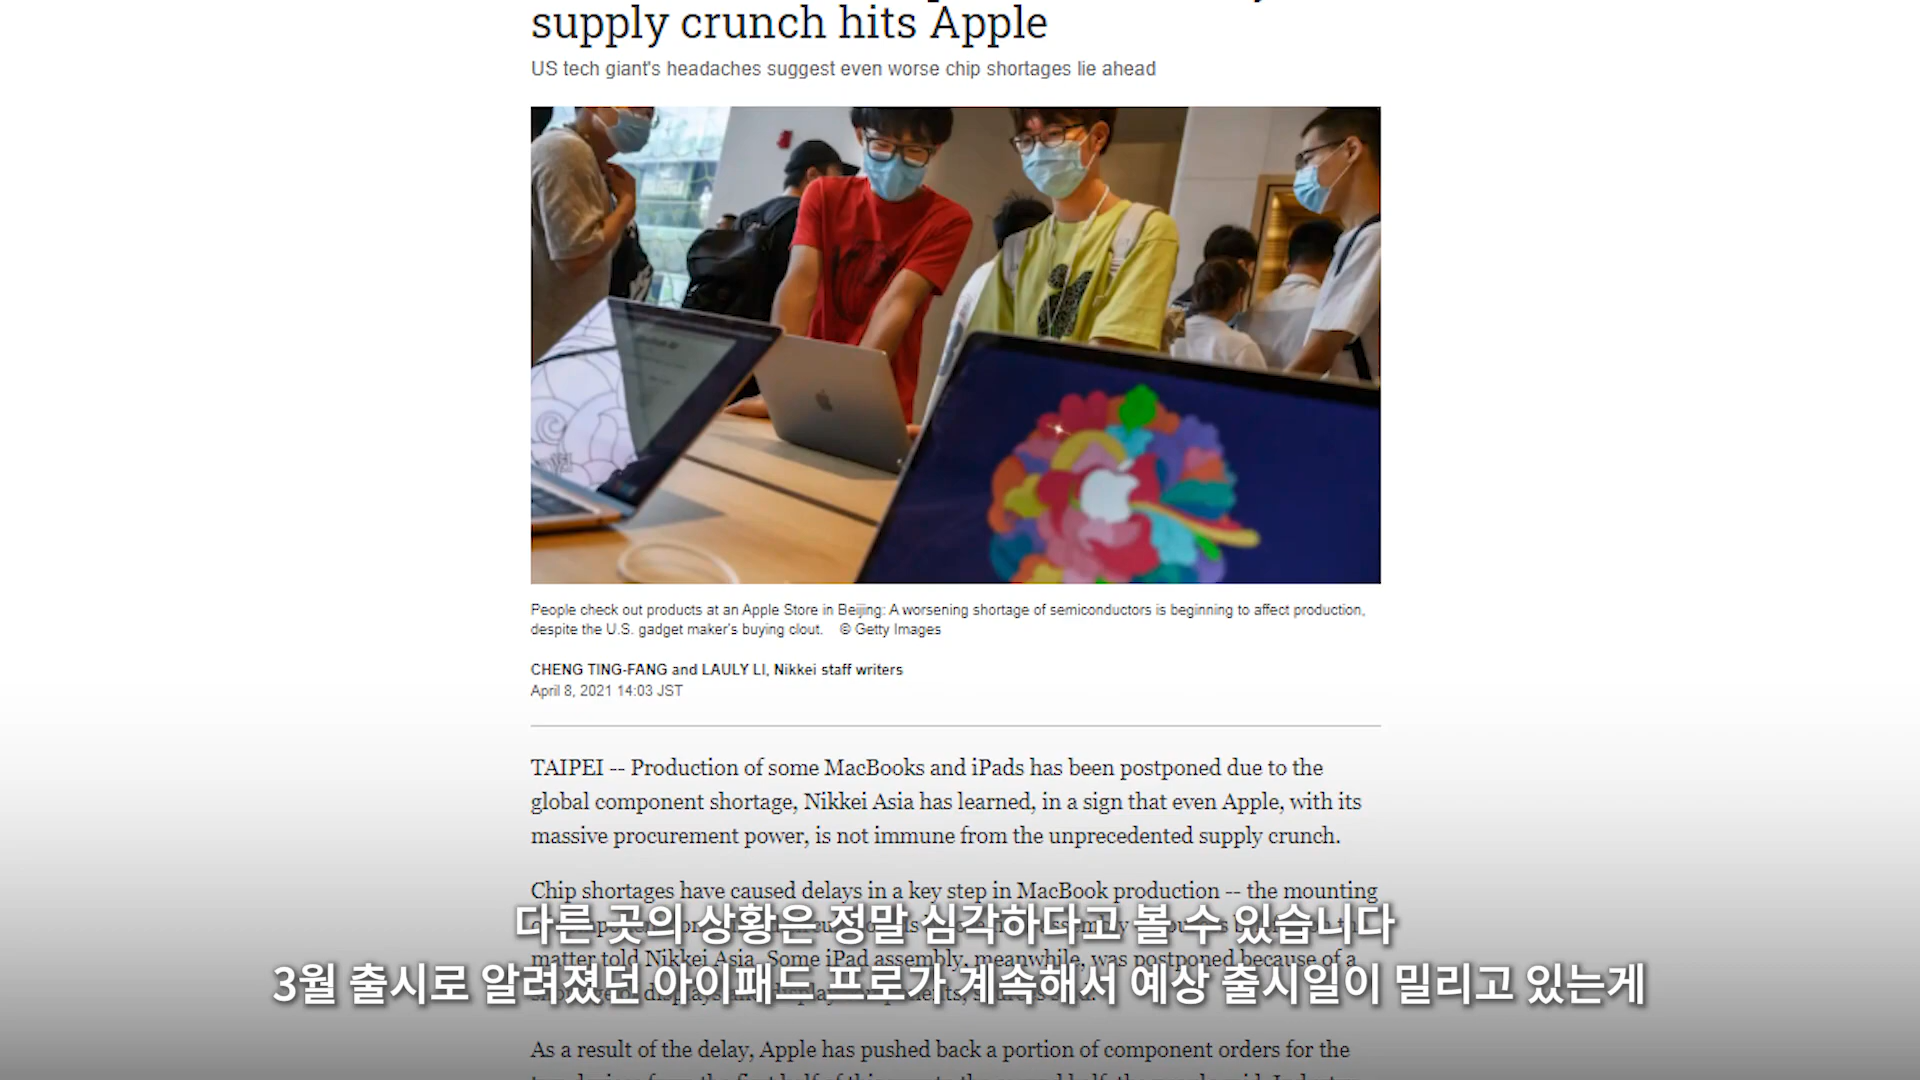 supply crunch hits Apple
US tech giant's headaches suggest even worse chip shortages lie ahead
People check out products at an Apple Store in Beijing: A worsening shortage of semiconductors is beginning to affect production,
despite the U.S. gadget maker's buying clout. © Getty Images
CHENG TING-FANG and LAULY LI, Nikkei staff writers
April 8, 2021 14:03 JST
TAIPEI -- Production of some MacBooks and iPads has been postponed due to the
global component shortage, Nikkei Asia has learned, in a sign that even Apple, with its
massive procurement power, is not immune from the unprecedented supply crunch.
Chip shortages have caused delays in a key step in MacBook production -- the mounting
다른 곳의 상황은 정말 심각하다고 볼 수 있습니다
matter told Nikkei Asia. Some iPad assembly, meanwhile, was postponed because of a
3월 출시로 알려졌던 아이패드 프로가 계속해서 예상 출시일이 밀리고 있는게
As a result of the delay, Apple has pushed back a portion of component orders for the